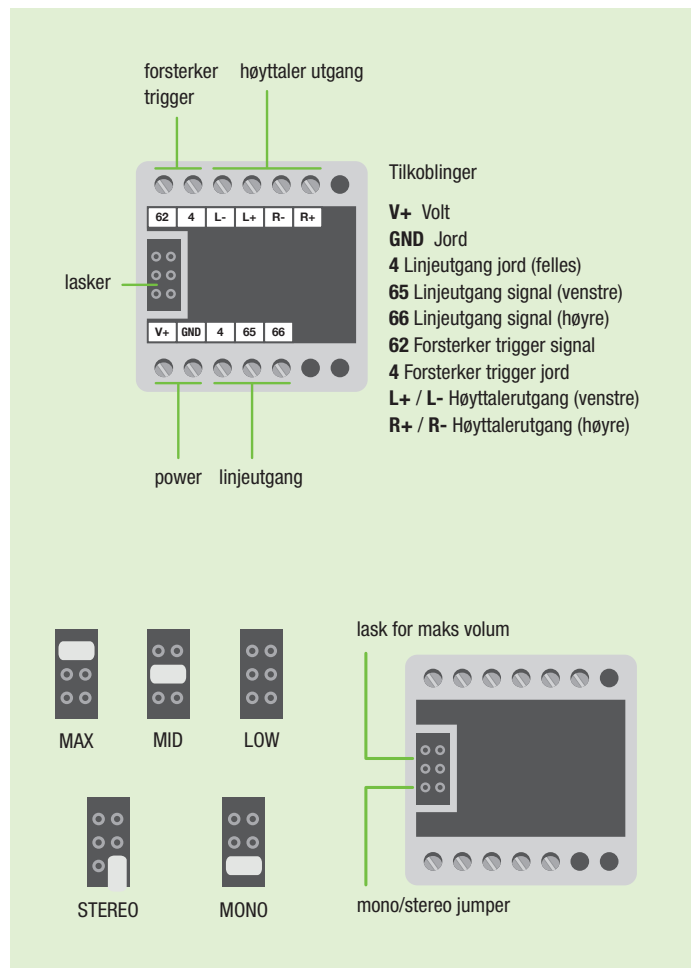 forsterker
trigger
høyttaler utgang
62 4 L- L+ R- R+
lasker
V+ GND 4 65 66
power
linjeutgang
Tilkoblinger
V+ Volt
GND Jord
4 Linjeutgang jord (felles)
65 Linjeutgang signal (venstre)
66 Linjeutgang signal (høyre)
62 Forsterker trigger signal
4 Forsterker trigger jord
L+ / L- Høyttalerutgang (venstre)
R+ / R- Høyttalerutgang (høyre)
MAX
MID
LOW
STEREO
MONO
lask for maks volum
mono/stereo jumper